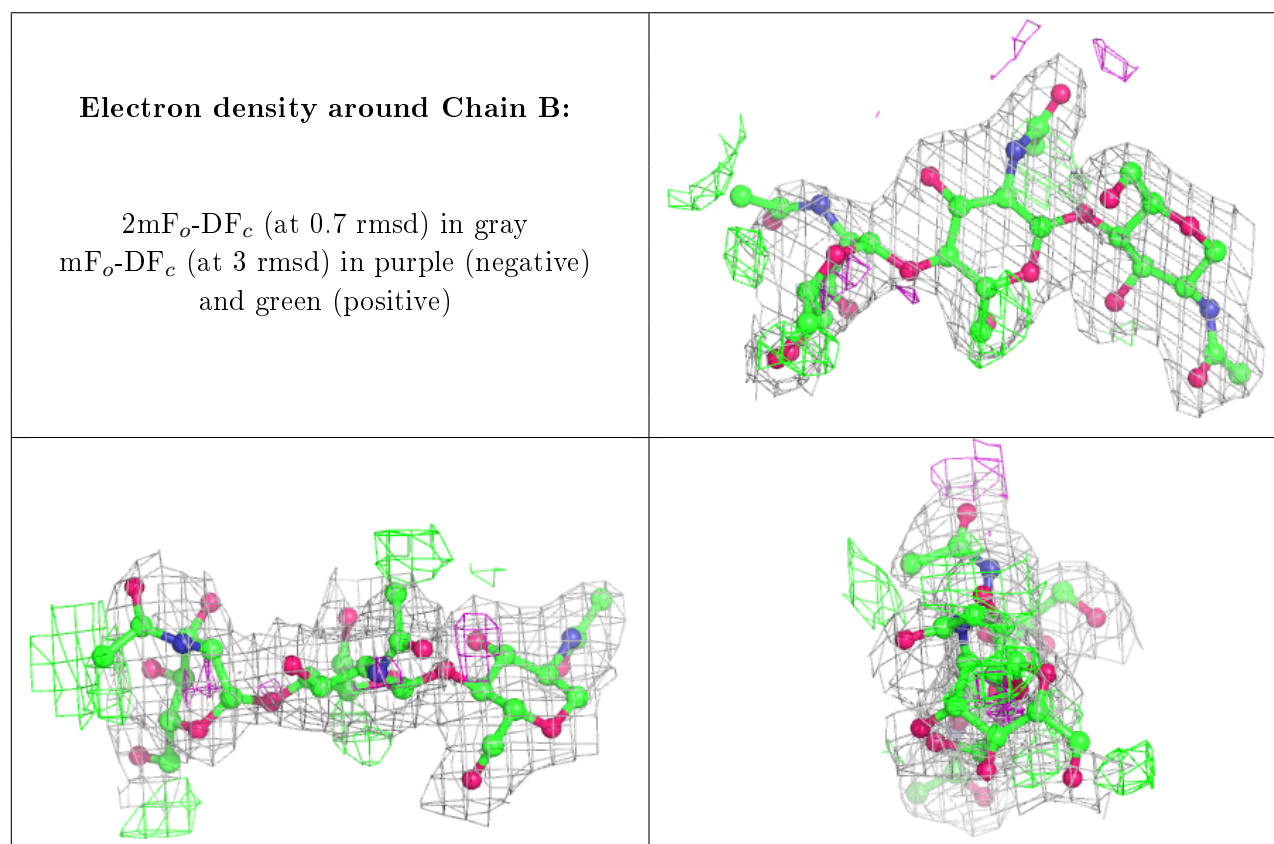 Electron density around Chain B:
2mFo-DFc (at 0.7 rmsd) in gray
mFo-DFc (at 3 rmsd) in purple (negative)
and green (positive)